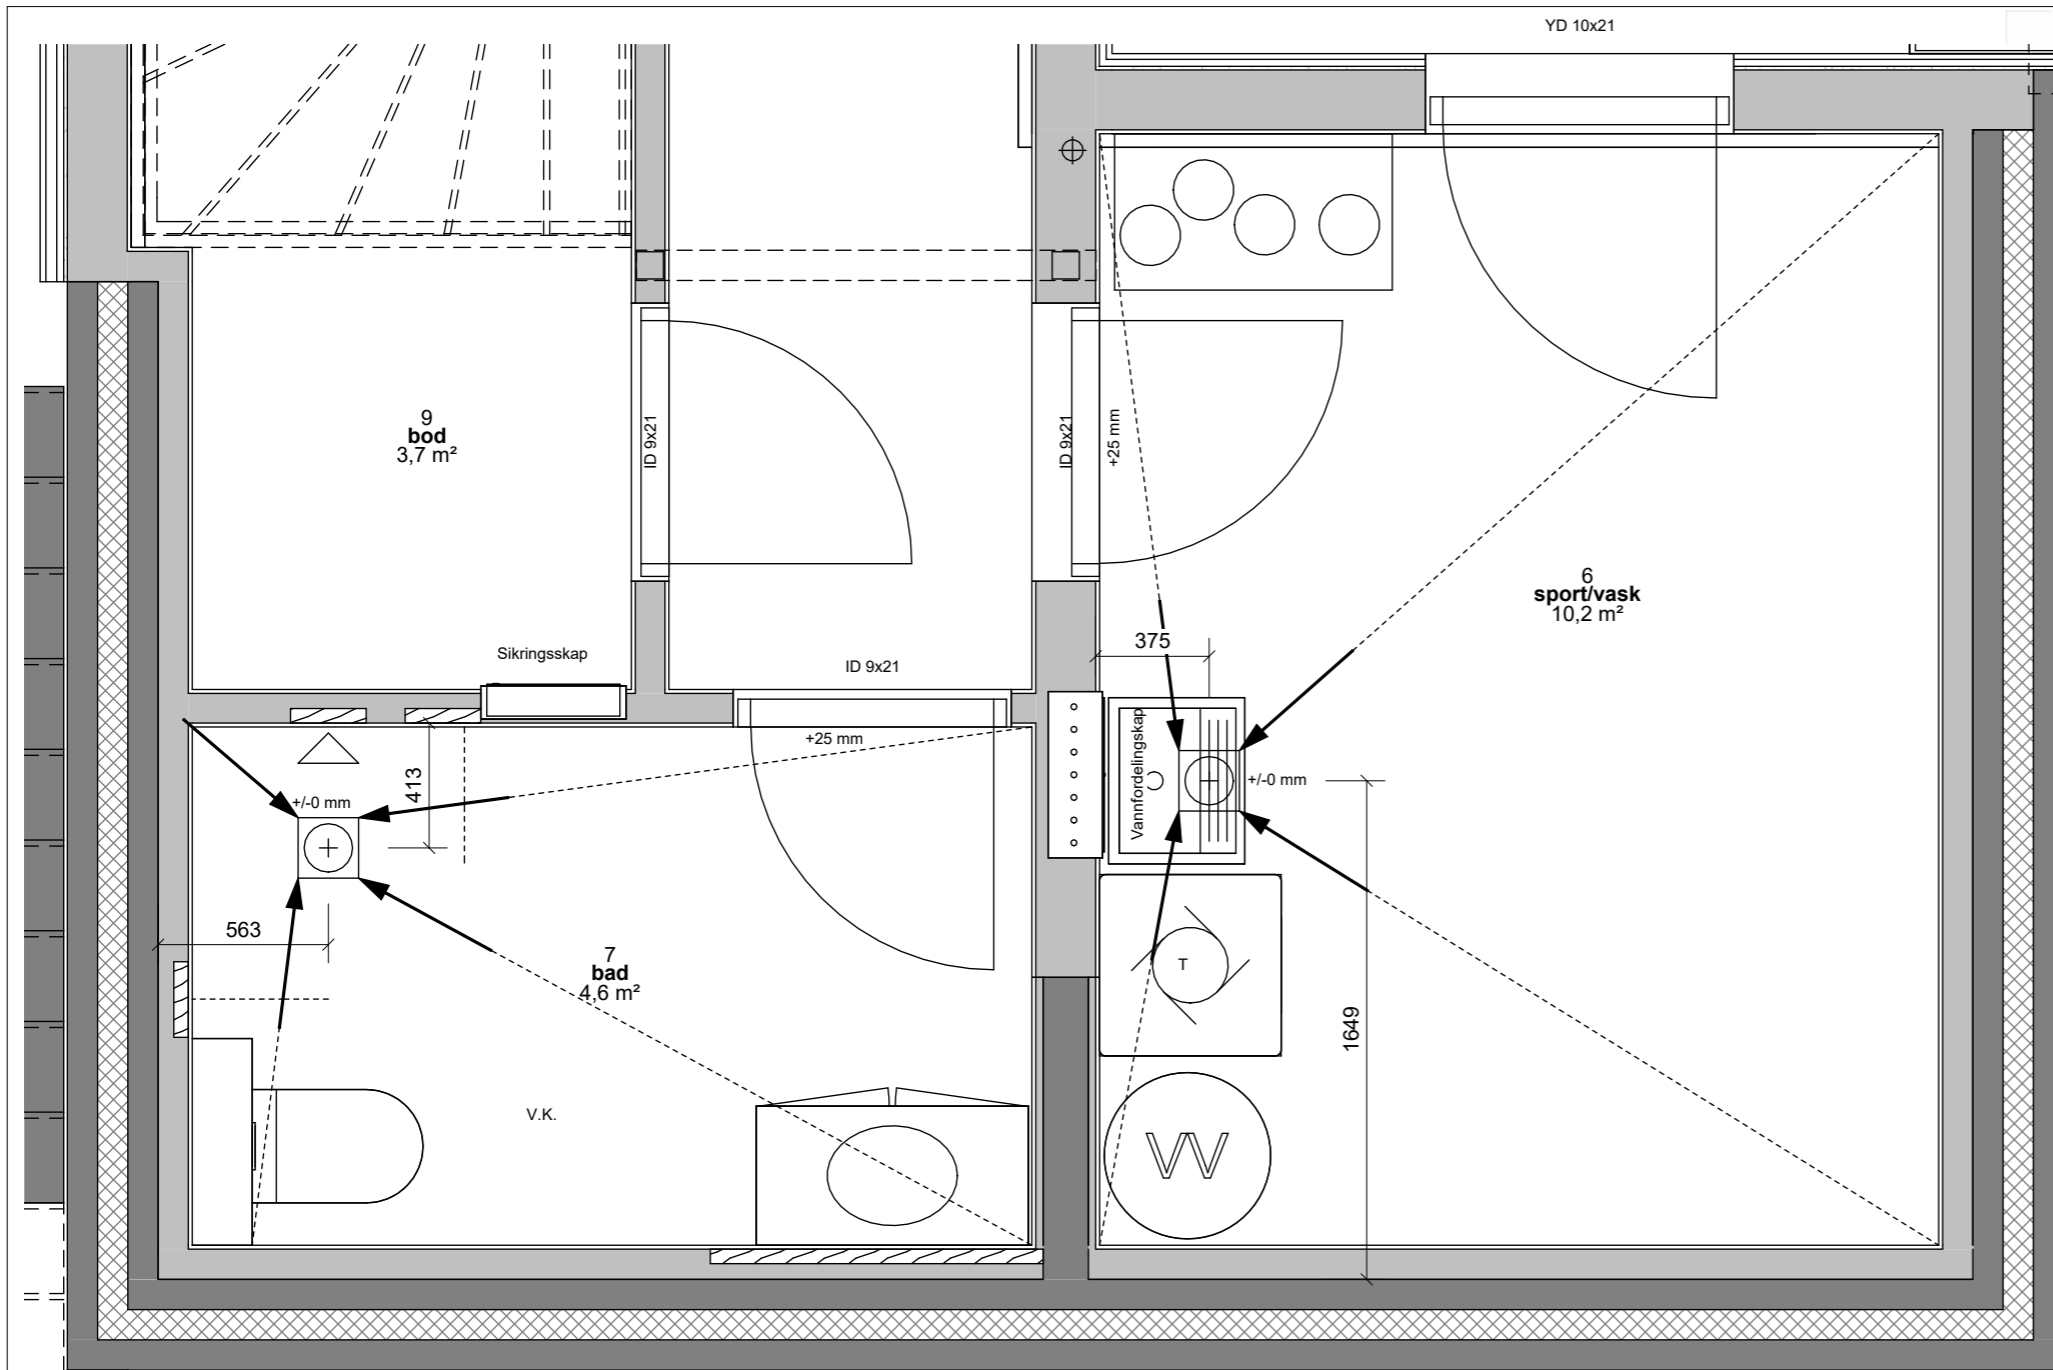 YD 10x21
9
bod
3,7 m²
ID 9x21
ID 9x21
+25 mm
6
sport/vask
10,2 m²
375
Sikringsskap
ID 9x21
+25 mm
413
+/-0 mm
Vannfordelingskap
+/-0 mm
563
7
bad
4,6 m²
T
1649
V.K.
VV